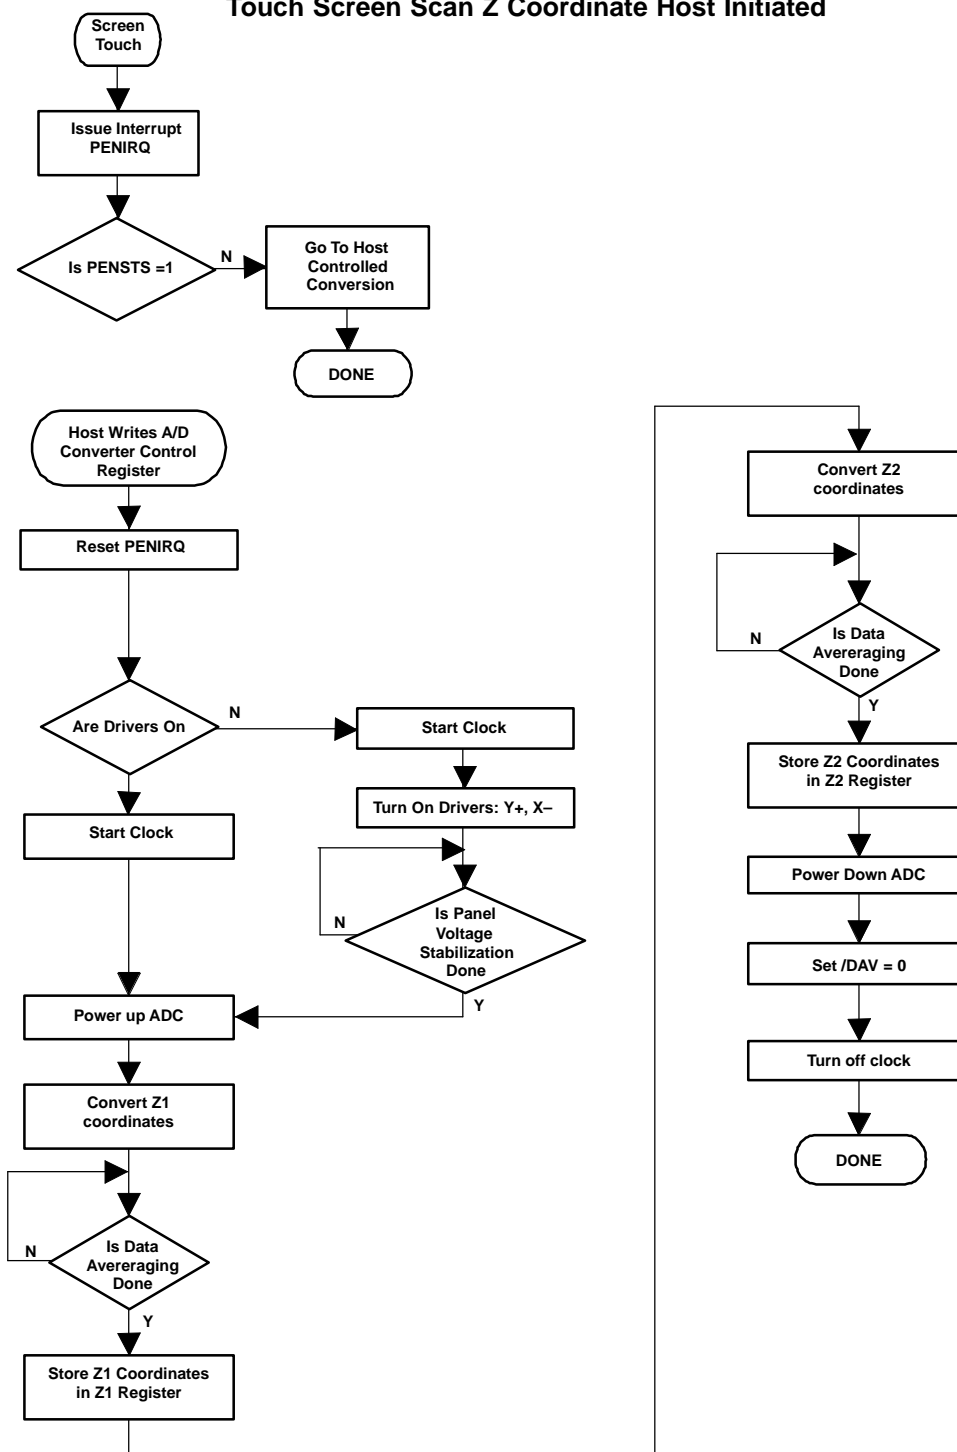 Touch Screen Scan Z Coordinate Host Initiated
Screen
Touch
Issue Interrupt
PENIRQ
Is PENSTS =1
N
Go To Host
Controlled
Conversion
DONE
Host Writes A/D
Converter Control
Register
Reset PENIRQ
Are Drivers On
N
Start Clock
Start Clock
Turn On Drivers: Y+, X–
Is Panel
Voltage
Stabilization
Done
N
Y
Power up ADC
Convert Z1
coordinates
Is Data
Avereraging
Done
N
Y
Store Z1 Coordinates
in Z1 Register
Convert Z2
coordinates
Is Data
Avereraging
Done
N
Y
Store Z2 Coordinates
in Z2 Register
Power Down ADC
Set /DAV = 0
Turn off clock
DONE